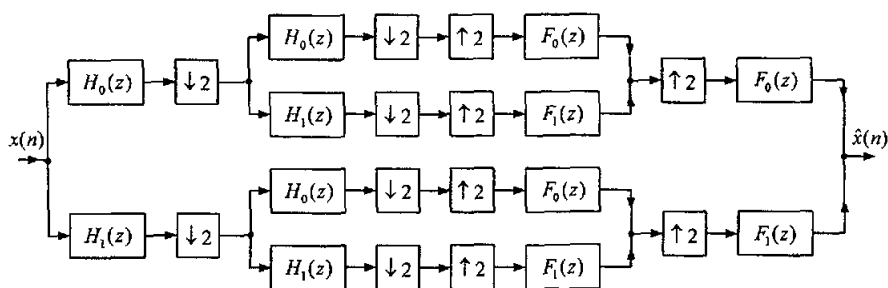 H₀(z) ↓2 ↑2 F₀(z)
H₀(z) ↓2 ↑2 F₀(z)
H₁(z) ↓2 ↑2 F₁(z)
x(n) x̂(n)
H₀(z) ↓2 ↑2 F₀(z)
H₁(z) ↓2 ↑2 F₁(z)
H₁(z) ↓2 ↑2 F₁(z)